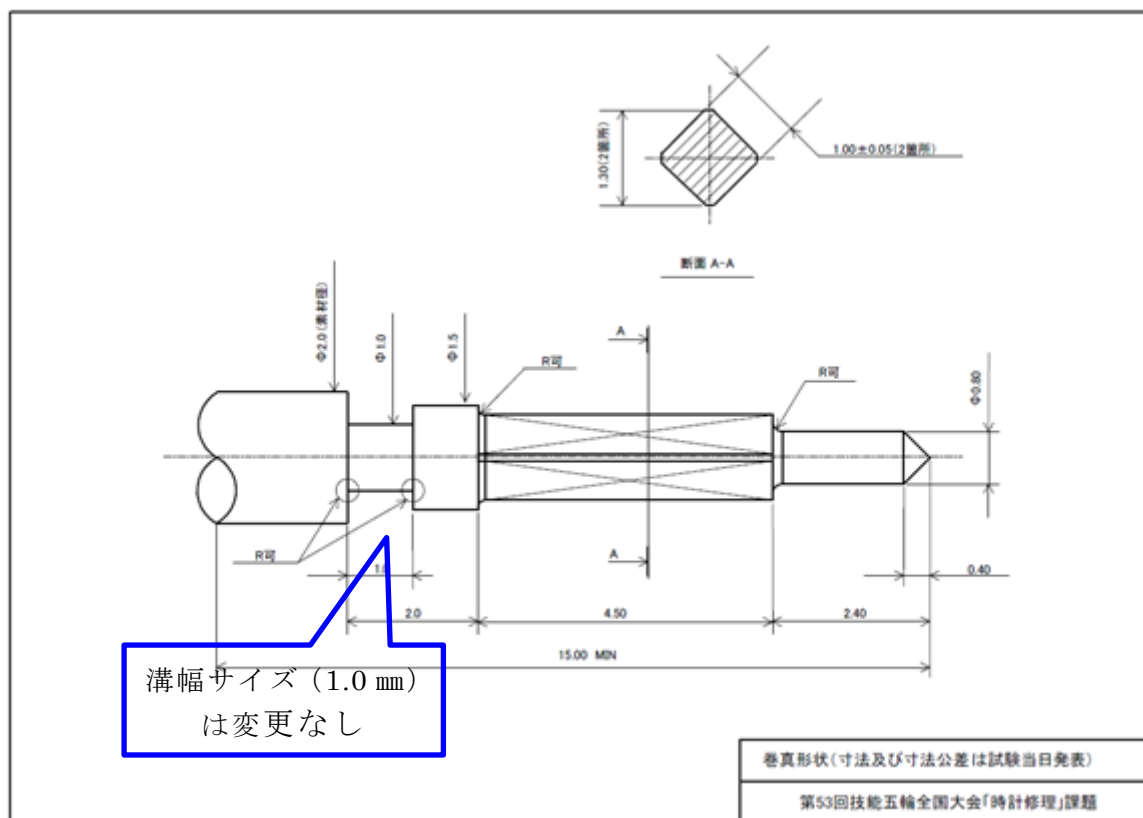 1.30(2箇所)
1.00±0.05(2箇所)
断面 A-A
Φ2.0(素材径)
Φ1.0
Φ1.5
R可
A
R可
Φ0.80
R可
A
1.0
0.40
2.0
4.50
2.40
15.00 MIN
溝幅サイズ（1.0 ㎜）
は変更なし
巻真形状(寸法及び寸法公差は試験当日発表)
第53回技能五輪全国大会「時計修理」課題